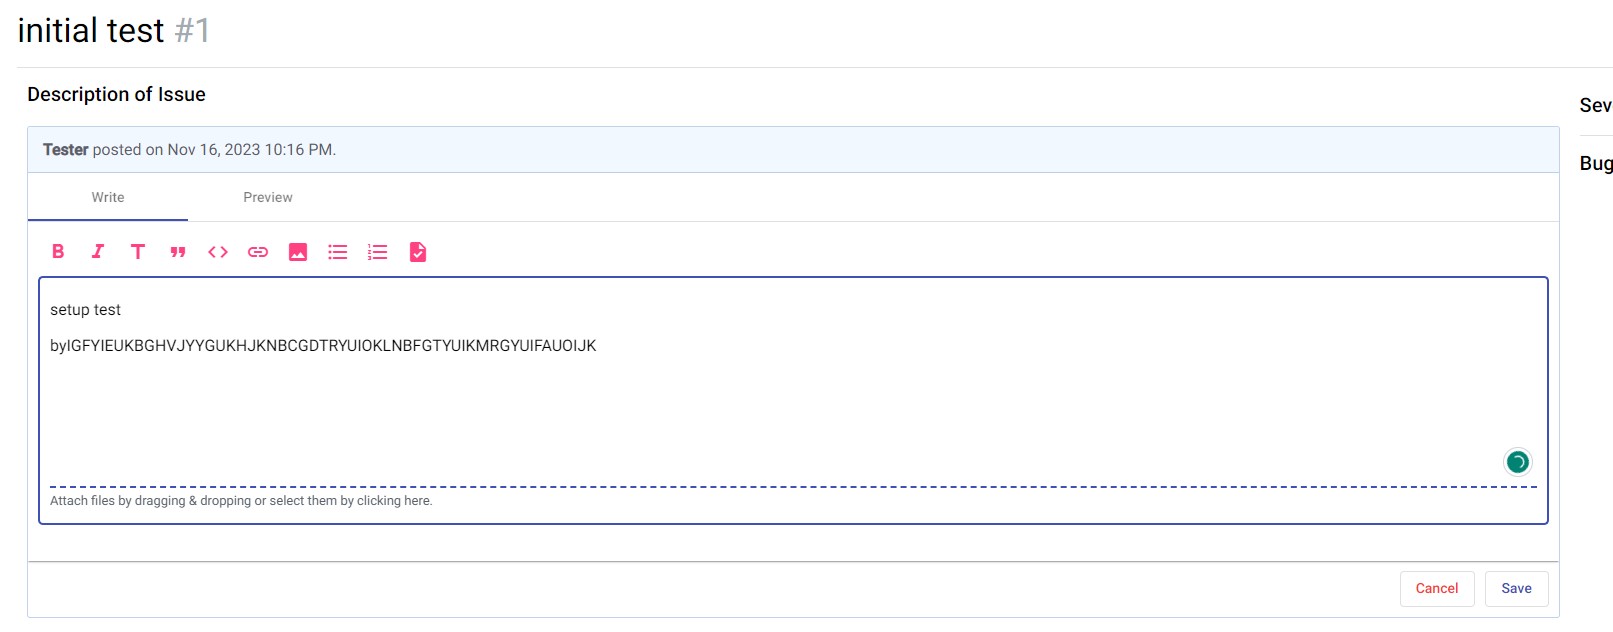 initial test #1
Description of Issue
Sev
Tester posted on Nov 16, 2023 10:16 PM.
Bug
Write Preview
setup test
byIGFYIEUKBGHVJYYGUKHJKNBCGDTRYUIOKLNBFGTYUIKMRGYUIFAUOIJK
Attach files by dragging & dropping or select them by clicking here.
Cancel Save